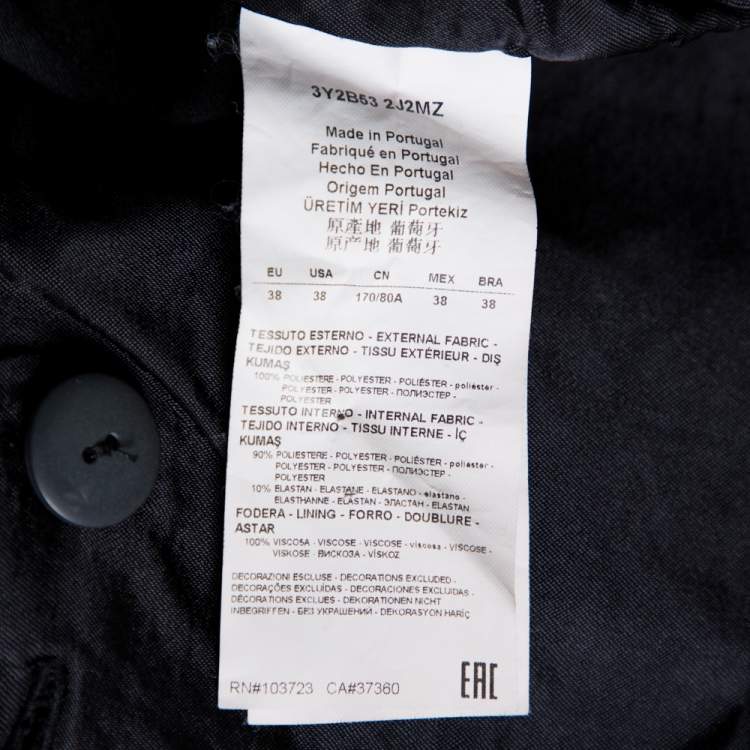 3Y2B53 2J2MZ
Made in Portugal
Fabriqué en Portugal
Hecho En Portugal
Origem Portugal
ÜRETİM YERİ Portekiz
原產地 葡萄牙
原产地 葡萄牙
EU USA CN MEX BRA
38 38 170/80A 38 38
TESSUTO ESTERNO - EXTERNAL FABRIC -
TEJIDO EXTERNO - TISSU EXTÉRIEUR - DIŞ
KUMAŞ
100% POLIESTERE - POLYESTER - POLIÉSTER - poliéster -
POLYESTER - POLYESTER - ПОЛИЭСТЕР -
POLYESTER
TESSUTO INTERNO - INTERNAL FABRIC -
TEJIDO INTERNO - TISSU INTERNE - İÇ
KUMAŞ
90% POLIESTERE - POLYESTER - POLIÉSTER - poliéster -
POLYESTER - POLYESTER - ПОЛИЭСТЕР -
POLYESTER
10% ELASTAN - ELASTANE - ELASTANO - elastano -
ELASTHANNE - ELASTAN - ЭЛАСТАН - ELASTAN
FODERA - LINING - FORRO - DOUBLURE -
ASTAR
100% VISCOSA - VISCOSE - VISCOSE - viscosa - VISCOSE -
VISKOSE - ВИСКОЗА - VİSKOZ
DECORAZIONI ESCLUSE - DECORATIONS EXCLUDED -
DECORAÇÕES EXCLUÍDAS - DECORACIONES EXCLUIDAS -
DÉCORATIONS EXCLUES - DEKORATIONEN NICHT
INBEGRIFFEN - БЕЗ УКРАШЕНИЙ - DEKORASYON HARİÇ
RN#103723 CA#37360 EAC